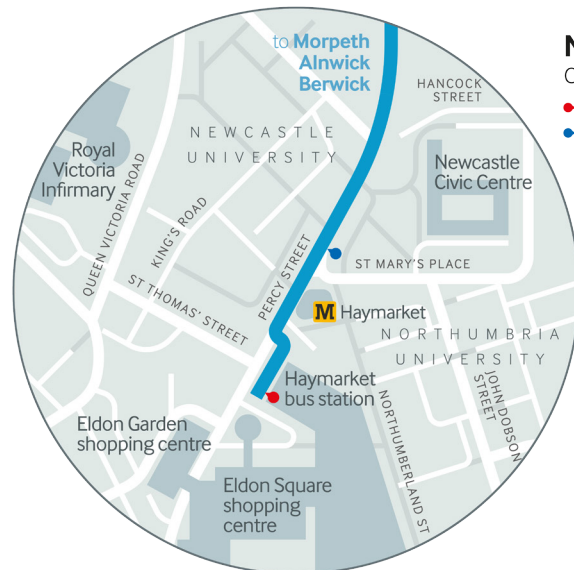 to Morpeth
Alnwick
Berwick
HANCOCK
STREET
NEWCASTLE
UNIVERSITY
Royal
Victoria
Infirmary
Newcastle
Civic Centre
QUEEN VICTORIA ROAD
KING'S ROAD
PERCY STREET
ST MARY'S PLACE
ST THOMAS' STREET
M Haymarket
NORTHUMBRIA
UNIVERSITY
Haymarket
bus station
JOHN DOBSON
STREET
NORTHUMBERLAND ST
Eldon Garden
shopping centre
Eldon Square
shopping
centre